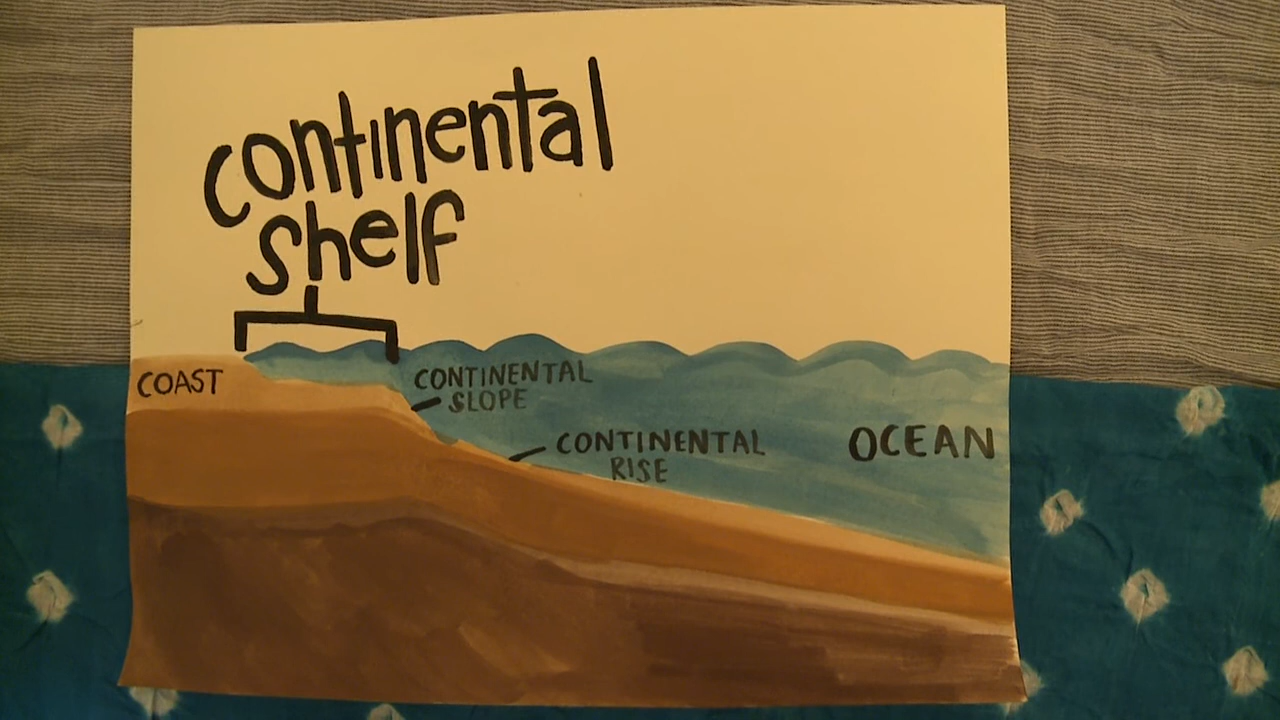 continental
shelf
COAST
CONTINENTAL
SLOPE
CONTINENTAL
RISE
OCEAN